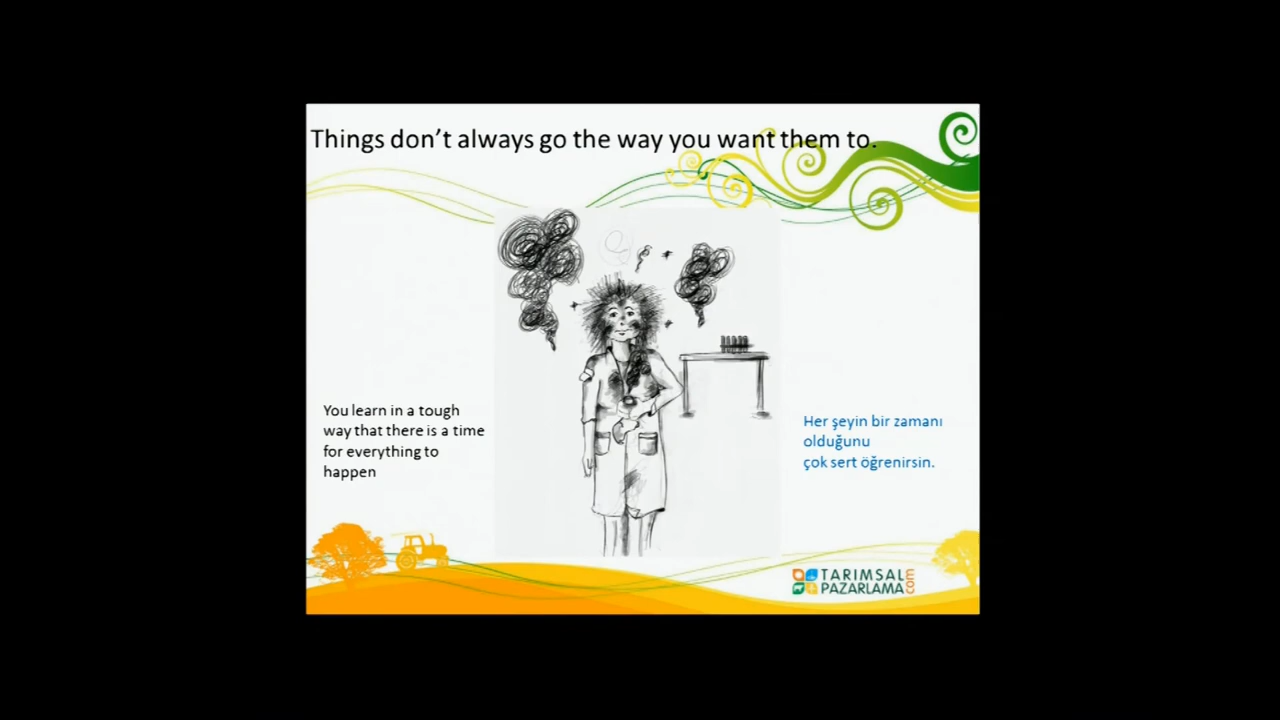 Things don’t always go the way you want them to.
You learn in a tough
way that there is a time
for everything to
happen
Her şeyin bir zamanı
olduğunu
çok sert öğrenirsin.
TARIMSAL
PAZARLAMA
com